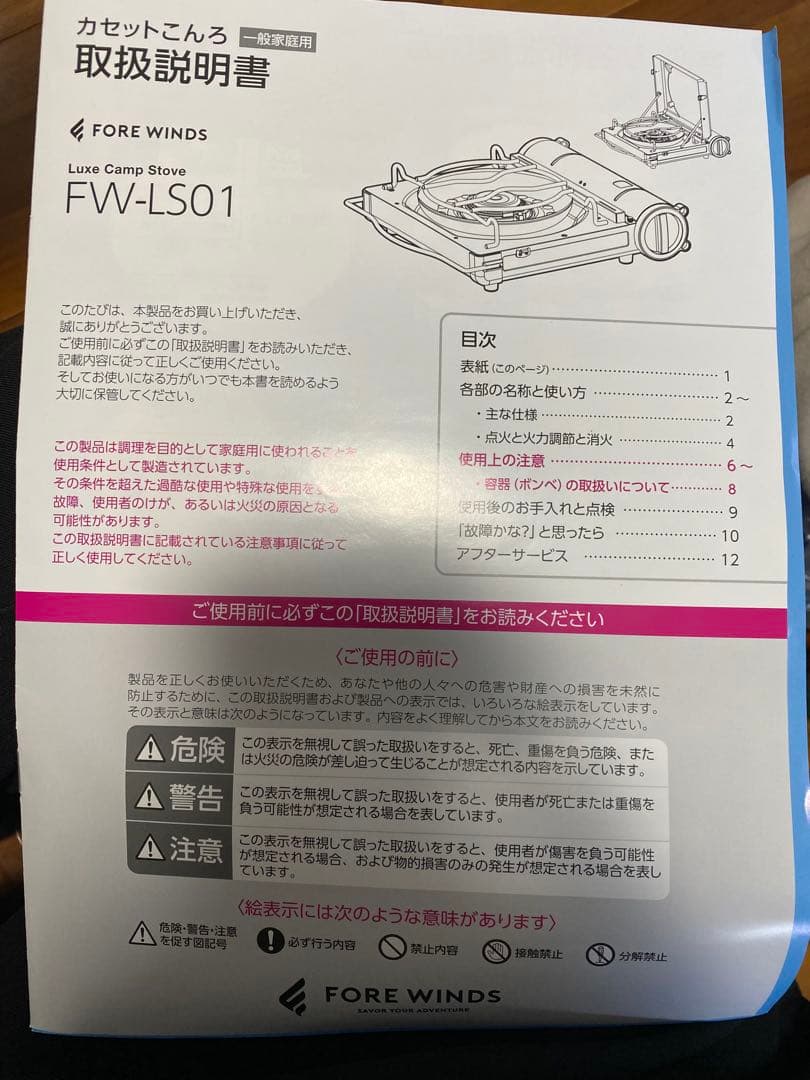 カセットこんろ 一般家庭用
取扱説明書
FORE WINDS
Luxe Camp Stove
FW-LS01
このたびは、本製品をお買い上げいただき、
誠にありがとうございます。
ご使用前に必ずこの「取扱説明書」をお読みいただき、
記載内容に従って正しくご使用ください。
そしてお使いになる方がいつでも本書を読めるよう
大切に保管してください。
この製品は調理を目的として家庭用に使われることを
使用条件として製造されています。
その条件を超えた過酷な使用や特殊な使用を
故障、使用者のけが、あるいは火災の原因となる
可能性があります。
この取扱説明書に記載されている注意事項に従って
正しく使用してください。
目次
表紙(このページ)…… 1
各部の名称と使い方 …… 2～
・主な仕様 …… 2
・点火と火力調節と消火 …… 4
使用上の注意 …… 6～
・容器(ボンベ)の取扱いについて …… 8
使用後のお手入れと点検 …… 9
「故障かな?」と思ったら …… 10
アフターサービス …… 12
ご使用前に必ずこの「取扱説明書」をお読みください
〈ご使用の前に〉
製品を正しくお使いいただくため、あなたや他の人々への危害や財産への損害を未然に
防止するために、この取扱説明書および製品への表示では、いろいろな絵表示をしています。
その表示と意味は次のようになっています。内容をよく理解してから本文をお読みください。
危険 この表示を無視して誤った取扱いをすると、死亡、重傷を負う危険、また
は火災の危険が差し迫って生じることが想定される内容を示しています。
警告 この表示を無視して誤った取扱いをすると、使用者が死亡または重傷を
負う可能性が想定される場合を表しています。
注意 この表示を無視して誤った取扱いをすると、使用者が傷害を負う可能性
が想定される場合、および物的損害のみの発生が想定される場合を表し
ています。
〈絵表示には次のような意味があります〉
危険・警告・注意
を促す図記号
必ず行う内容
禁止内容
接触禁止
分解禁止
FORE WINDS
SAVOR YOUR ADVENTURE